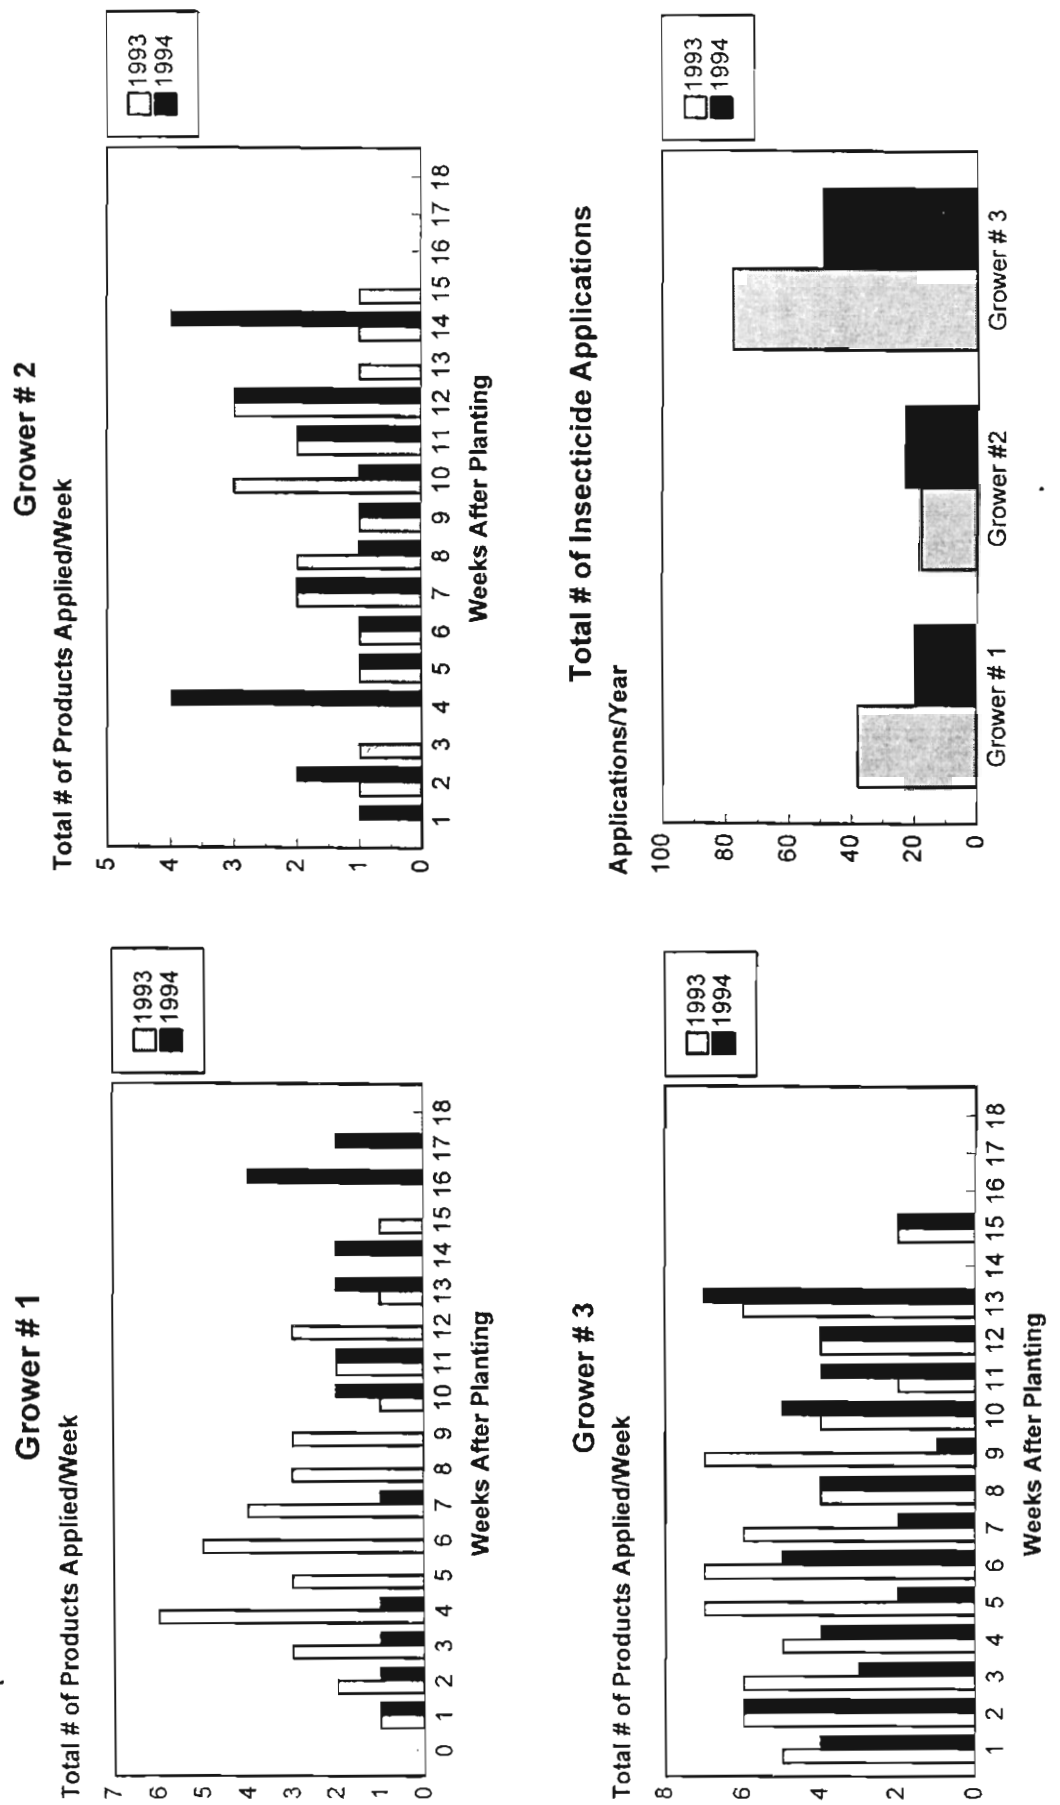 Grower # 1
Total # of Products Applied/Week
7
6
5
4
3
2
1
0
0 1 2 3 4 5 6 7 8 9 10 11 12 13 14 15 16 17 18
Weeks After Planting
1993
1994
Grower # 2
Total # of Products Applied/Week
5
4
3
2
1
0
1 2 3 4 5 6 7 8 9 10 11 12 13 14 15 16 17 18
Weeks After Planting
1993
1994
Grower # 3
Total # of Products Applied/Week
8
6
4
2
0
1 2 3 4 5 6 7 8 9 10 11 12 13 14 15 16 17 18
Weeks After Planting
1993
1994
Total # of Insecticide Applications
Applications/Year
100
80
60
40
20
0
Grower # 1 Grower #2 Grower # 3
1993
1994